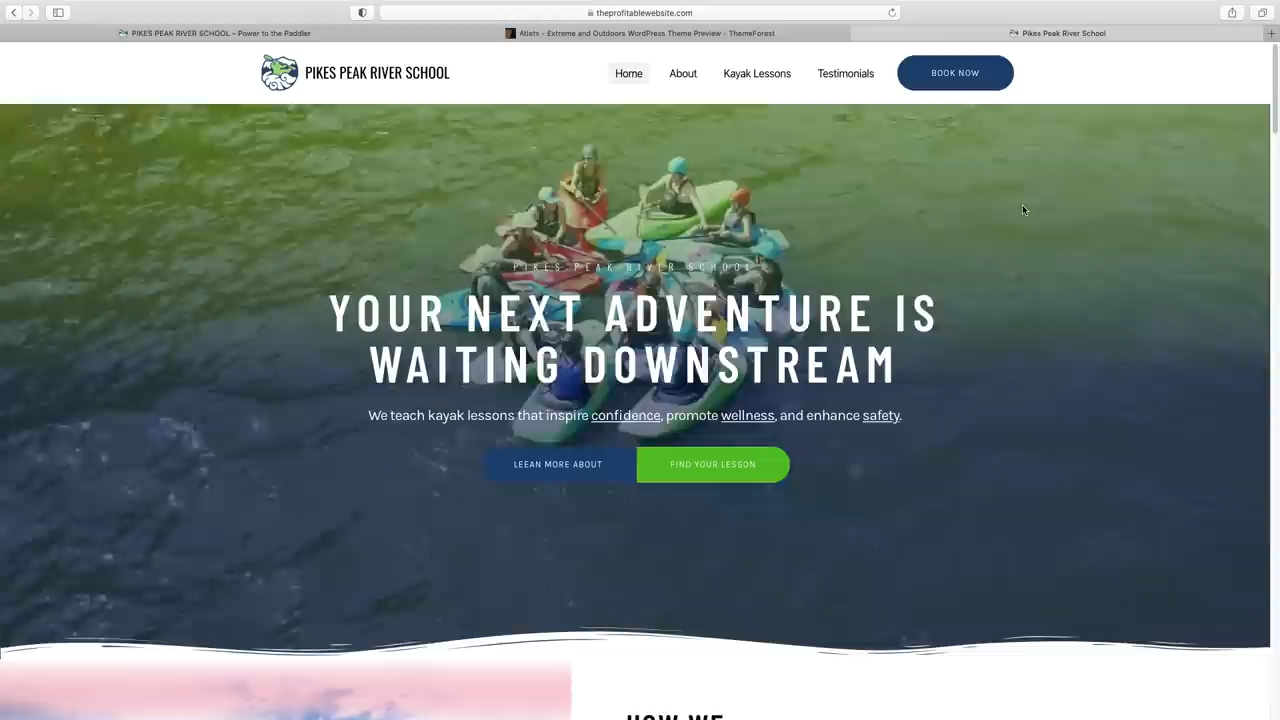 theprofitablewebsite.com
PIKES PEAK RIVER SCHOOL – Power to the Paddler
Atlets - Extreme and Outdoors WordPress Theme Preview - ThemeForest
Pikes Peak River School
PIKES PEAK RIVER SCHOOL
Home
About
Kayak Lessons
Testimonials
BOOK NOW
PIKES PEAK RIVER SCHOOL
YOUR NEXT ADVENTURE IS
WAITING DOWNSTREAM
We teach kayak lessons that inspire confidence, promote wellness, and enhance safety.
LEEAN MORE ABOUT
FIND YOUR LESSON
HOW WE